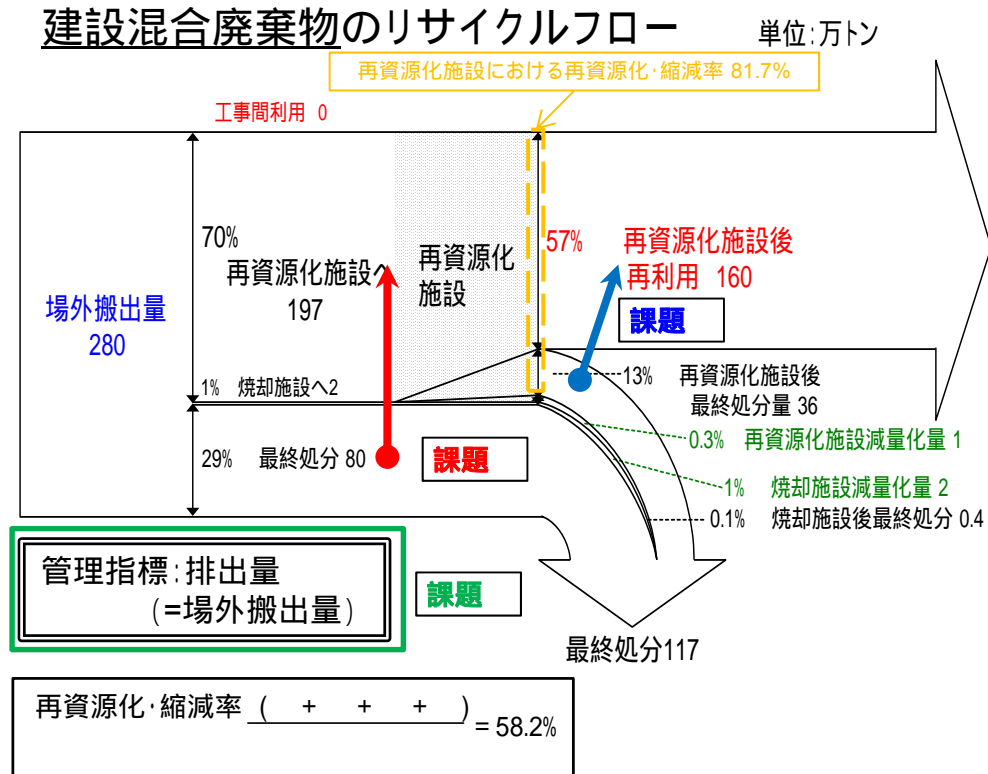 建設混合廃棄物のリサイクルフロー
単位:万トン
再資源化施設における再資源化・縮減率 81.7%
工事間利用 0
70%
再資源化施設へ
197
再資源化
施設
57%
再資源化施設後
再利用 160
課題
場外搬出量
280
1% 焼却施設へ2
13% 再資源化施設後
最終処分量 36
0.3% 再資源化施設減量化量 1
29% 最終処分 80
課題
1% 焼却施設減量化量 2
0.1% 焼却施設後最終処分 0.4
管理指標:排出量
(=場外搬出量)
課題
最終処分117
再資源化・縮減率 ( + + + ) = 58.2%